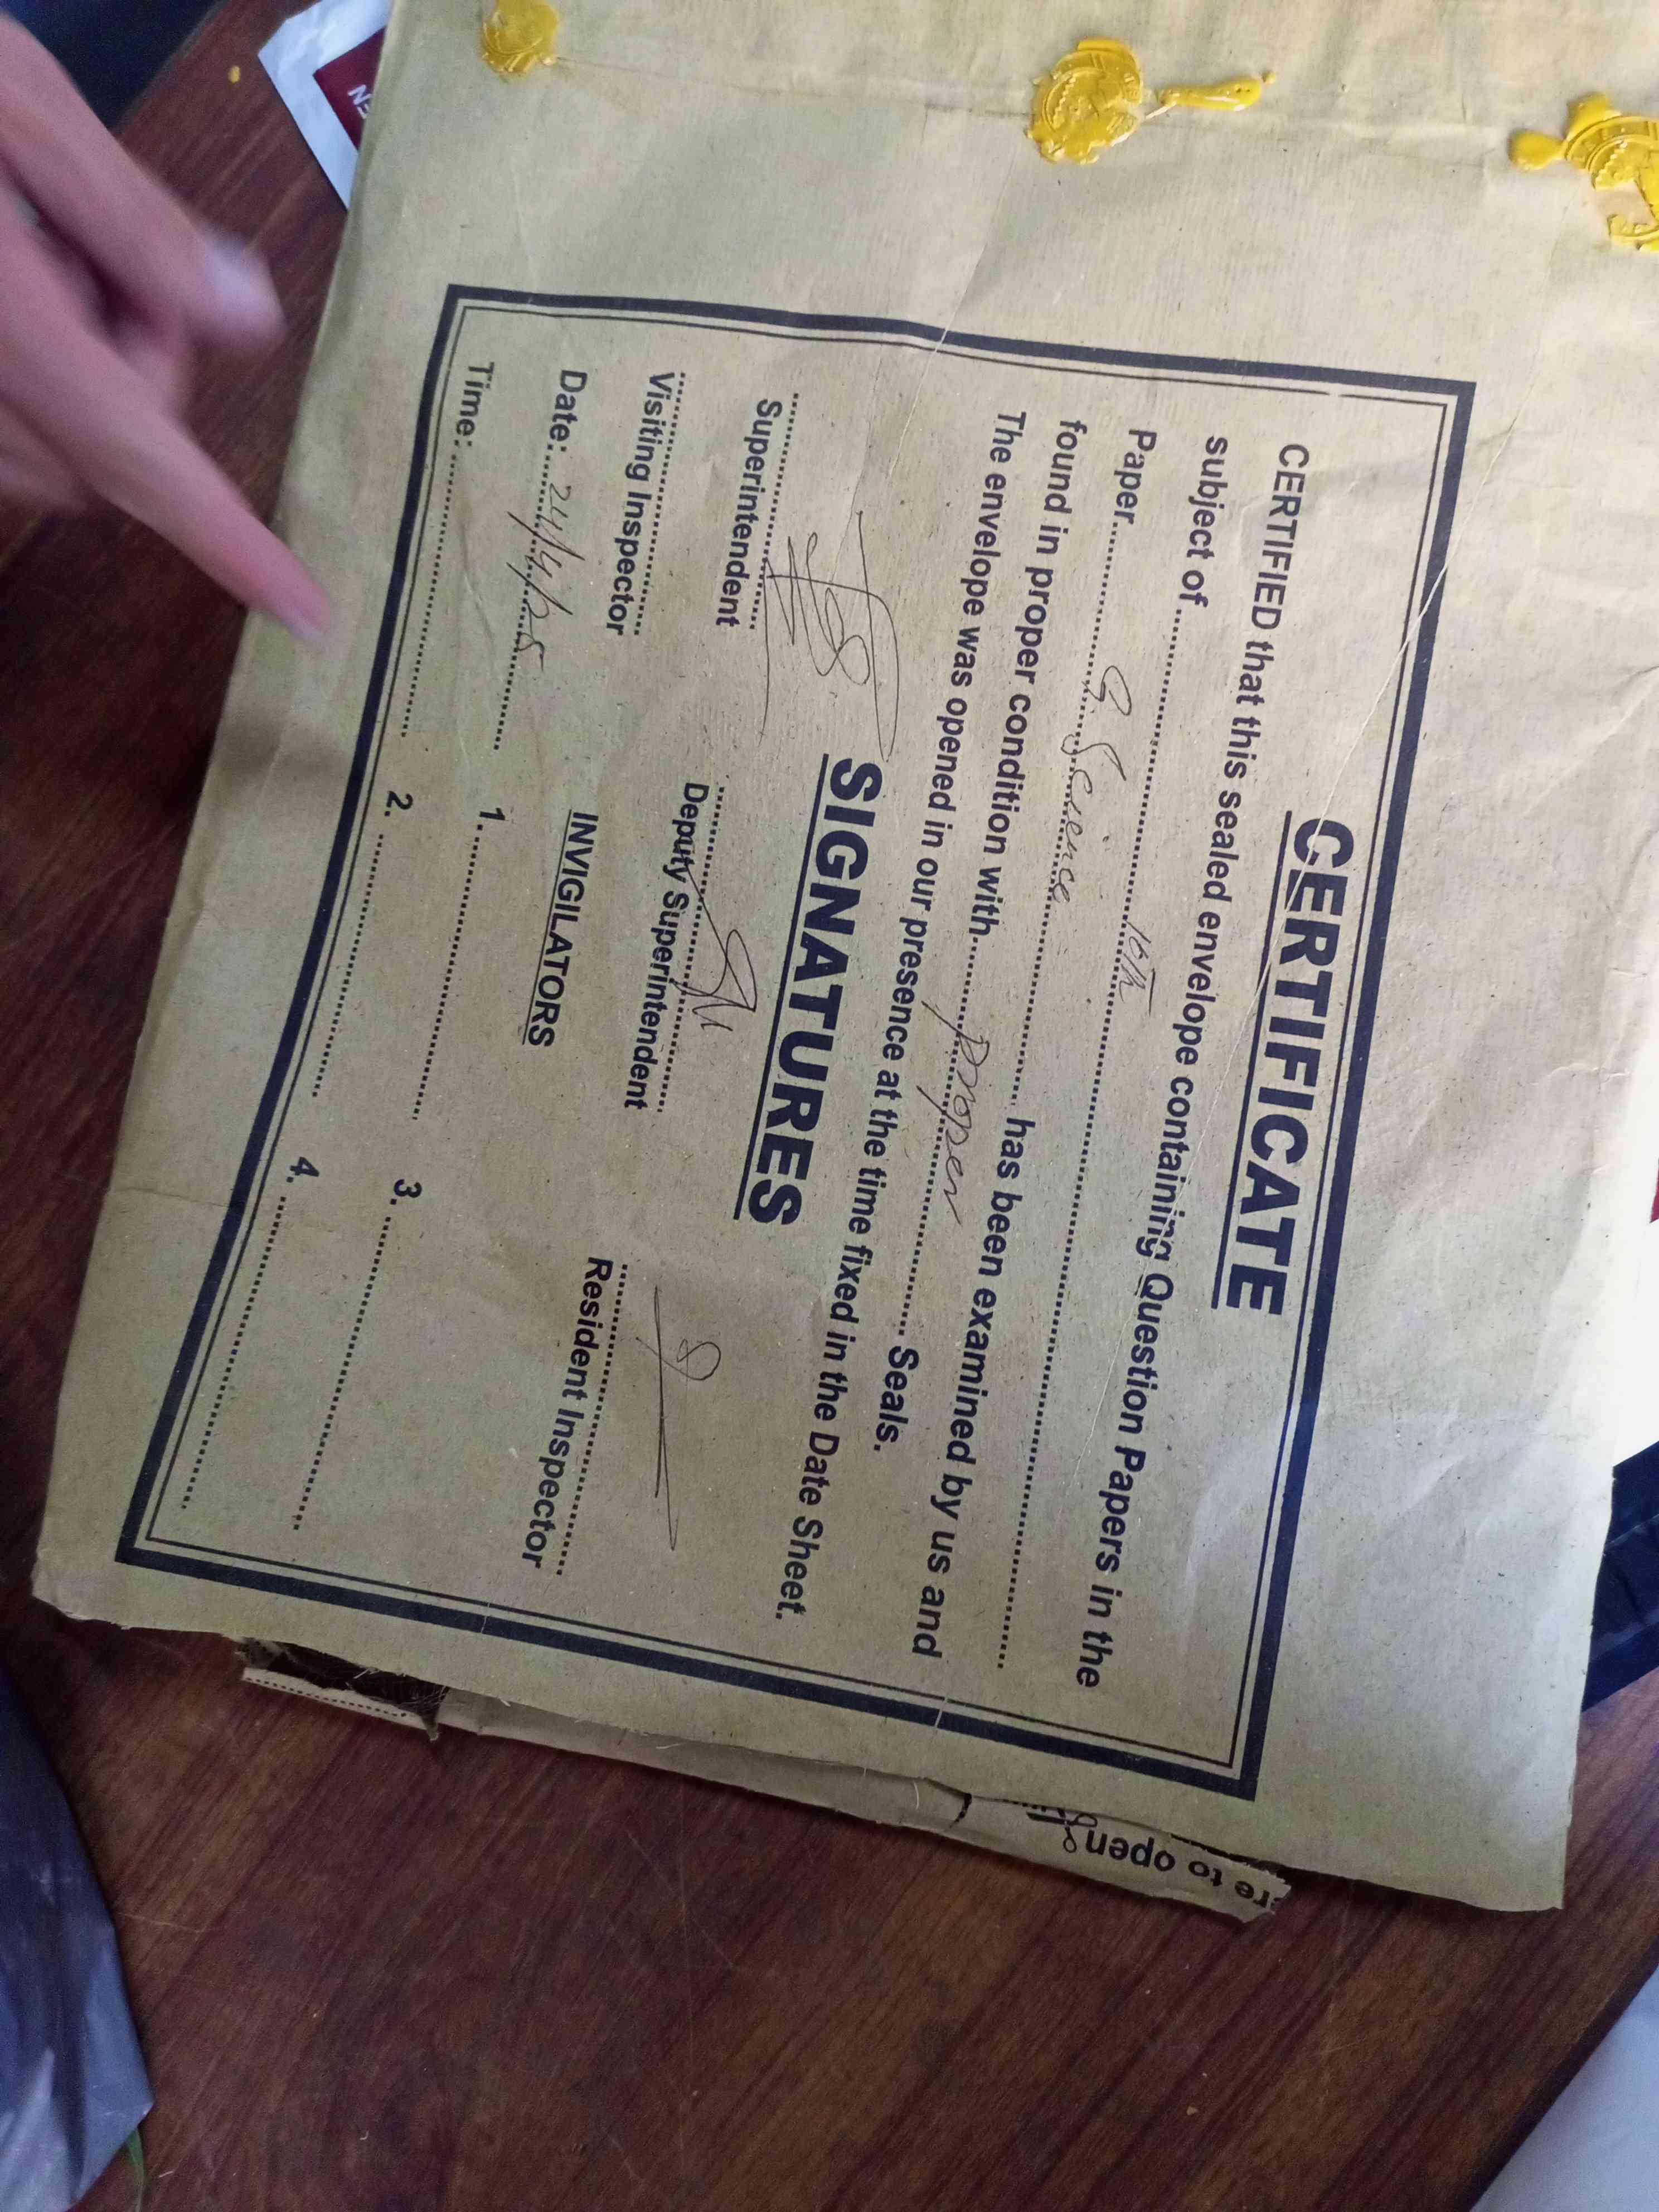 CERTIFICATE
CERTIFIED that this sealed envelope containing Question Papers in the
subject of ........ 10th ........
Paper........ G. Science ........ has been examined by us and
found in proper condition with........ proper ........ Seals.
The envelope was opened in our presence at the time fixed in the Date Sheet.
SIGNATURES
Superintendent
Deputy Superintendent
Resident Inspector
Visiting Inspector
INVIGILATORS
Date: 24/4/25
1. ........ 3. ........
Time: ........ 2. ........ 4. ........
re to open